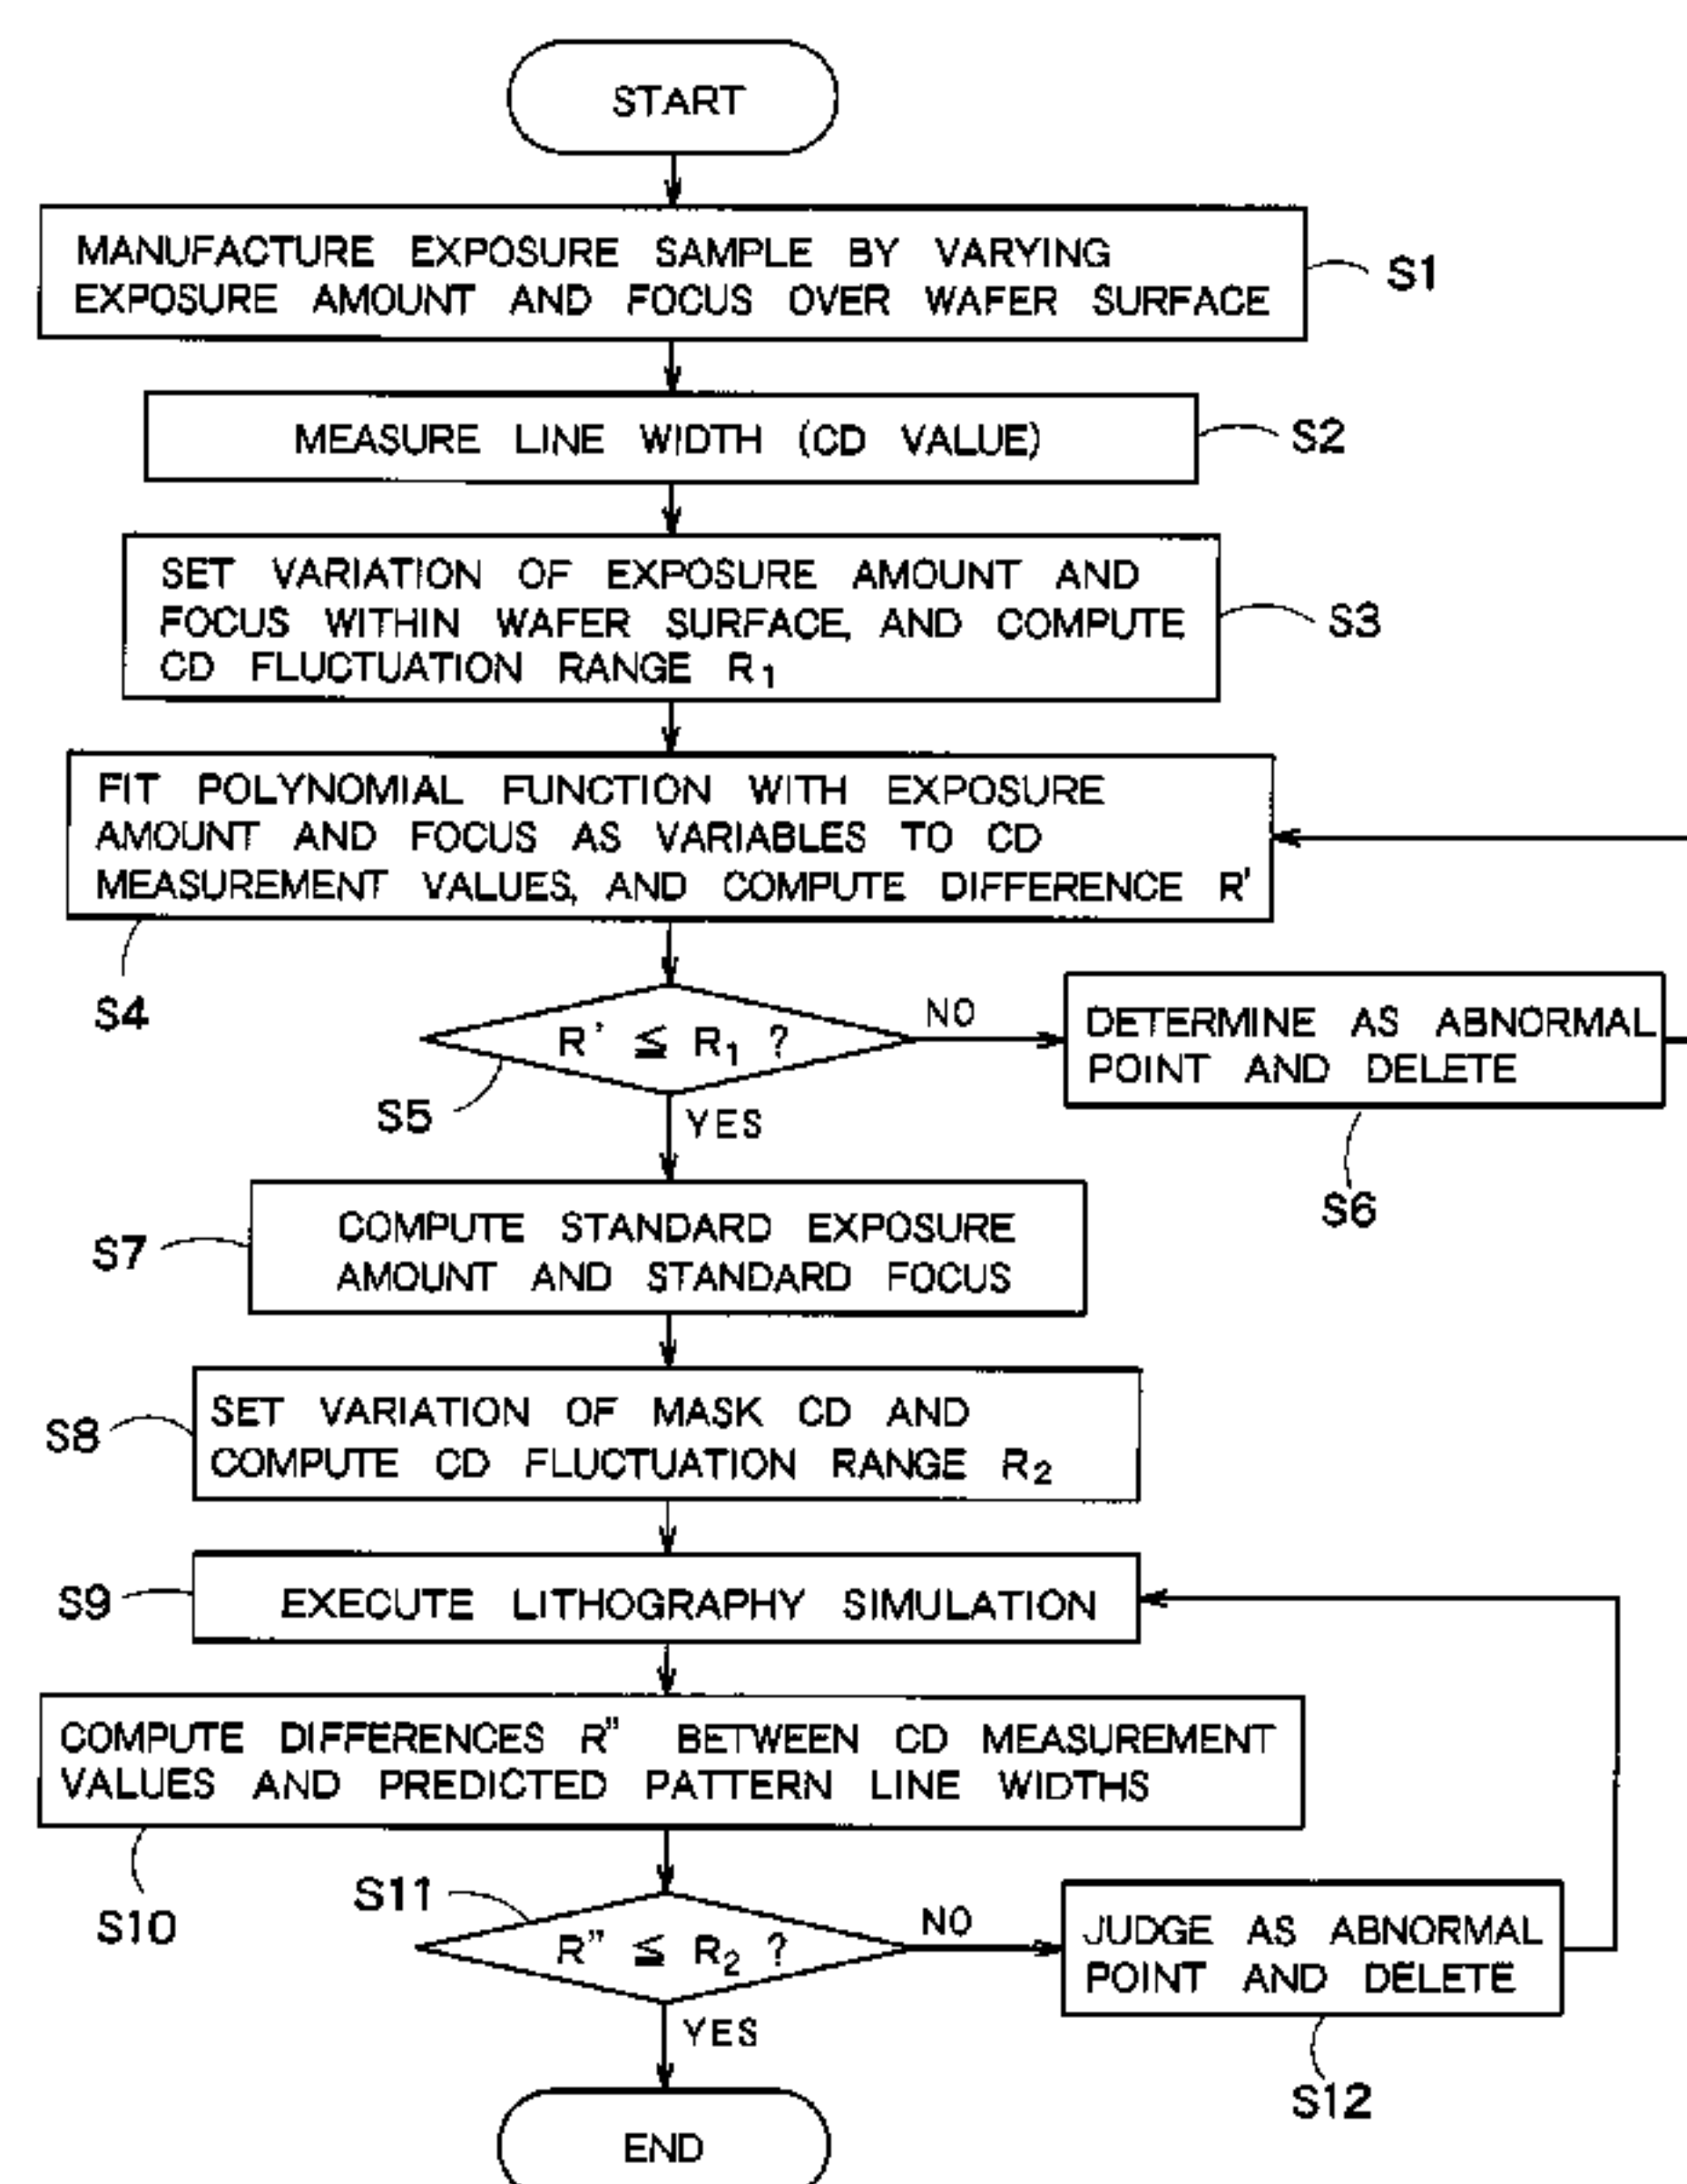 START
MANUFACTURE EXPOSURE SAMPLE BY VARYING
EXPOSURE AMOUNT AND FOCUS OVER WAFER SURFACE
S1
MEASURE LINE WIDTH (CD VALUE)
S2
SET VARIATION OF EXPOSURE AMOUNT AND
FOCUS WITHIN WAFER SURFACE, AND COMPUTE
CD FLUCTUATION RANGE R₁
S3
FIT POLYNOMIAL FUNCTION WITH EXPOSURE
AMOUNT AND FOCUS AS VARIABLES TO CD
MEASUREMENT VALUES, AND COMPUTE DIFFERENCE R'
S4
R' ≦ R₁ ?
S5
NO
YES
DETERMINE AS ABNORMAL
POINT AND DELETE
S6
COMPUTE STANDARD EXPOSURE
AMOUNT AND STANDARD FOCUS
S7
SET VARIATION OF MASK CD AND
COMPUTE CD FLUCTUATION RANGE R₂
S8
EXECUTE LITHOGRAPHY SIMULATION
S9
COMPUTE DIFFERENCES R" BETWEEN CD MEASUREMENT
VALUES AND PREDICTED PATTERN LINE WIDTHS
S10
S11
R" ≦ R₂ ?
NO
YES
JUDGE AS ABNORMAL
POINT AND DELETE
S12
END